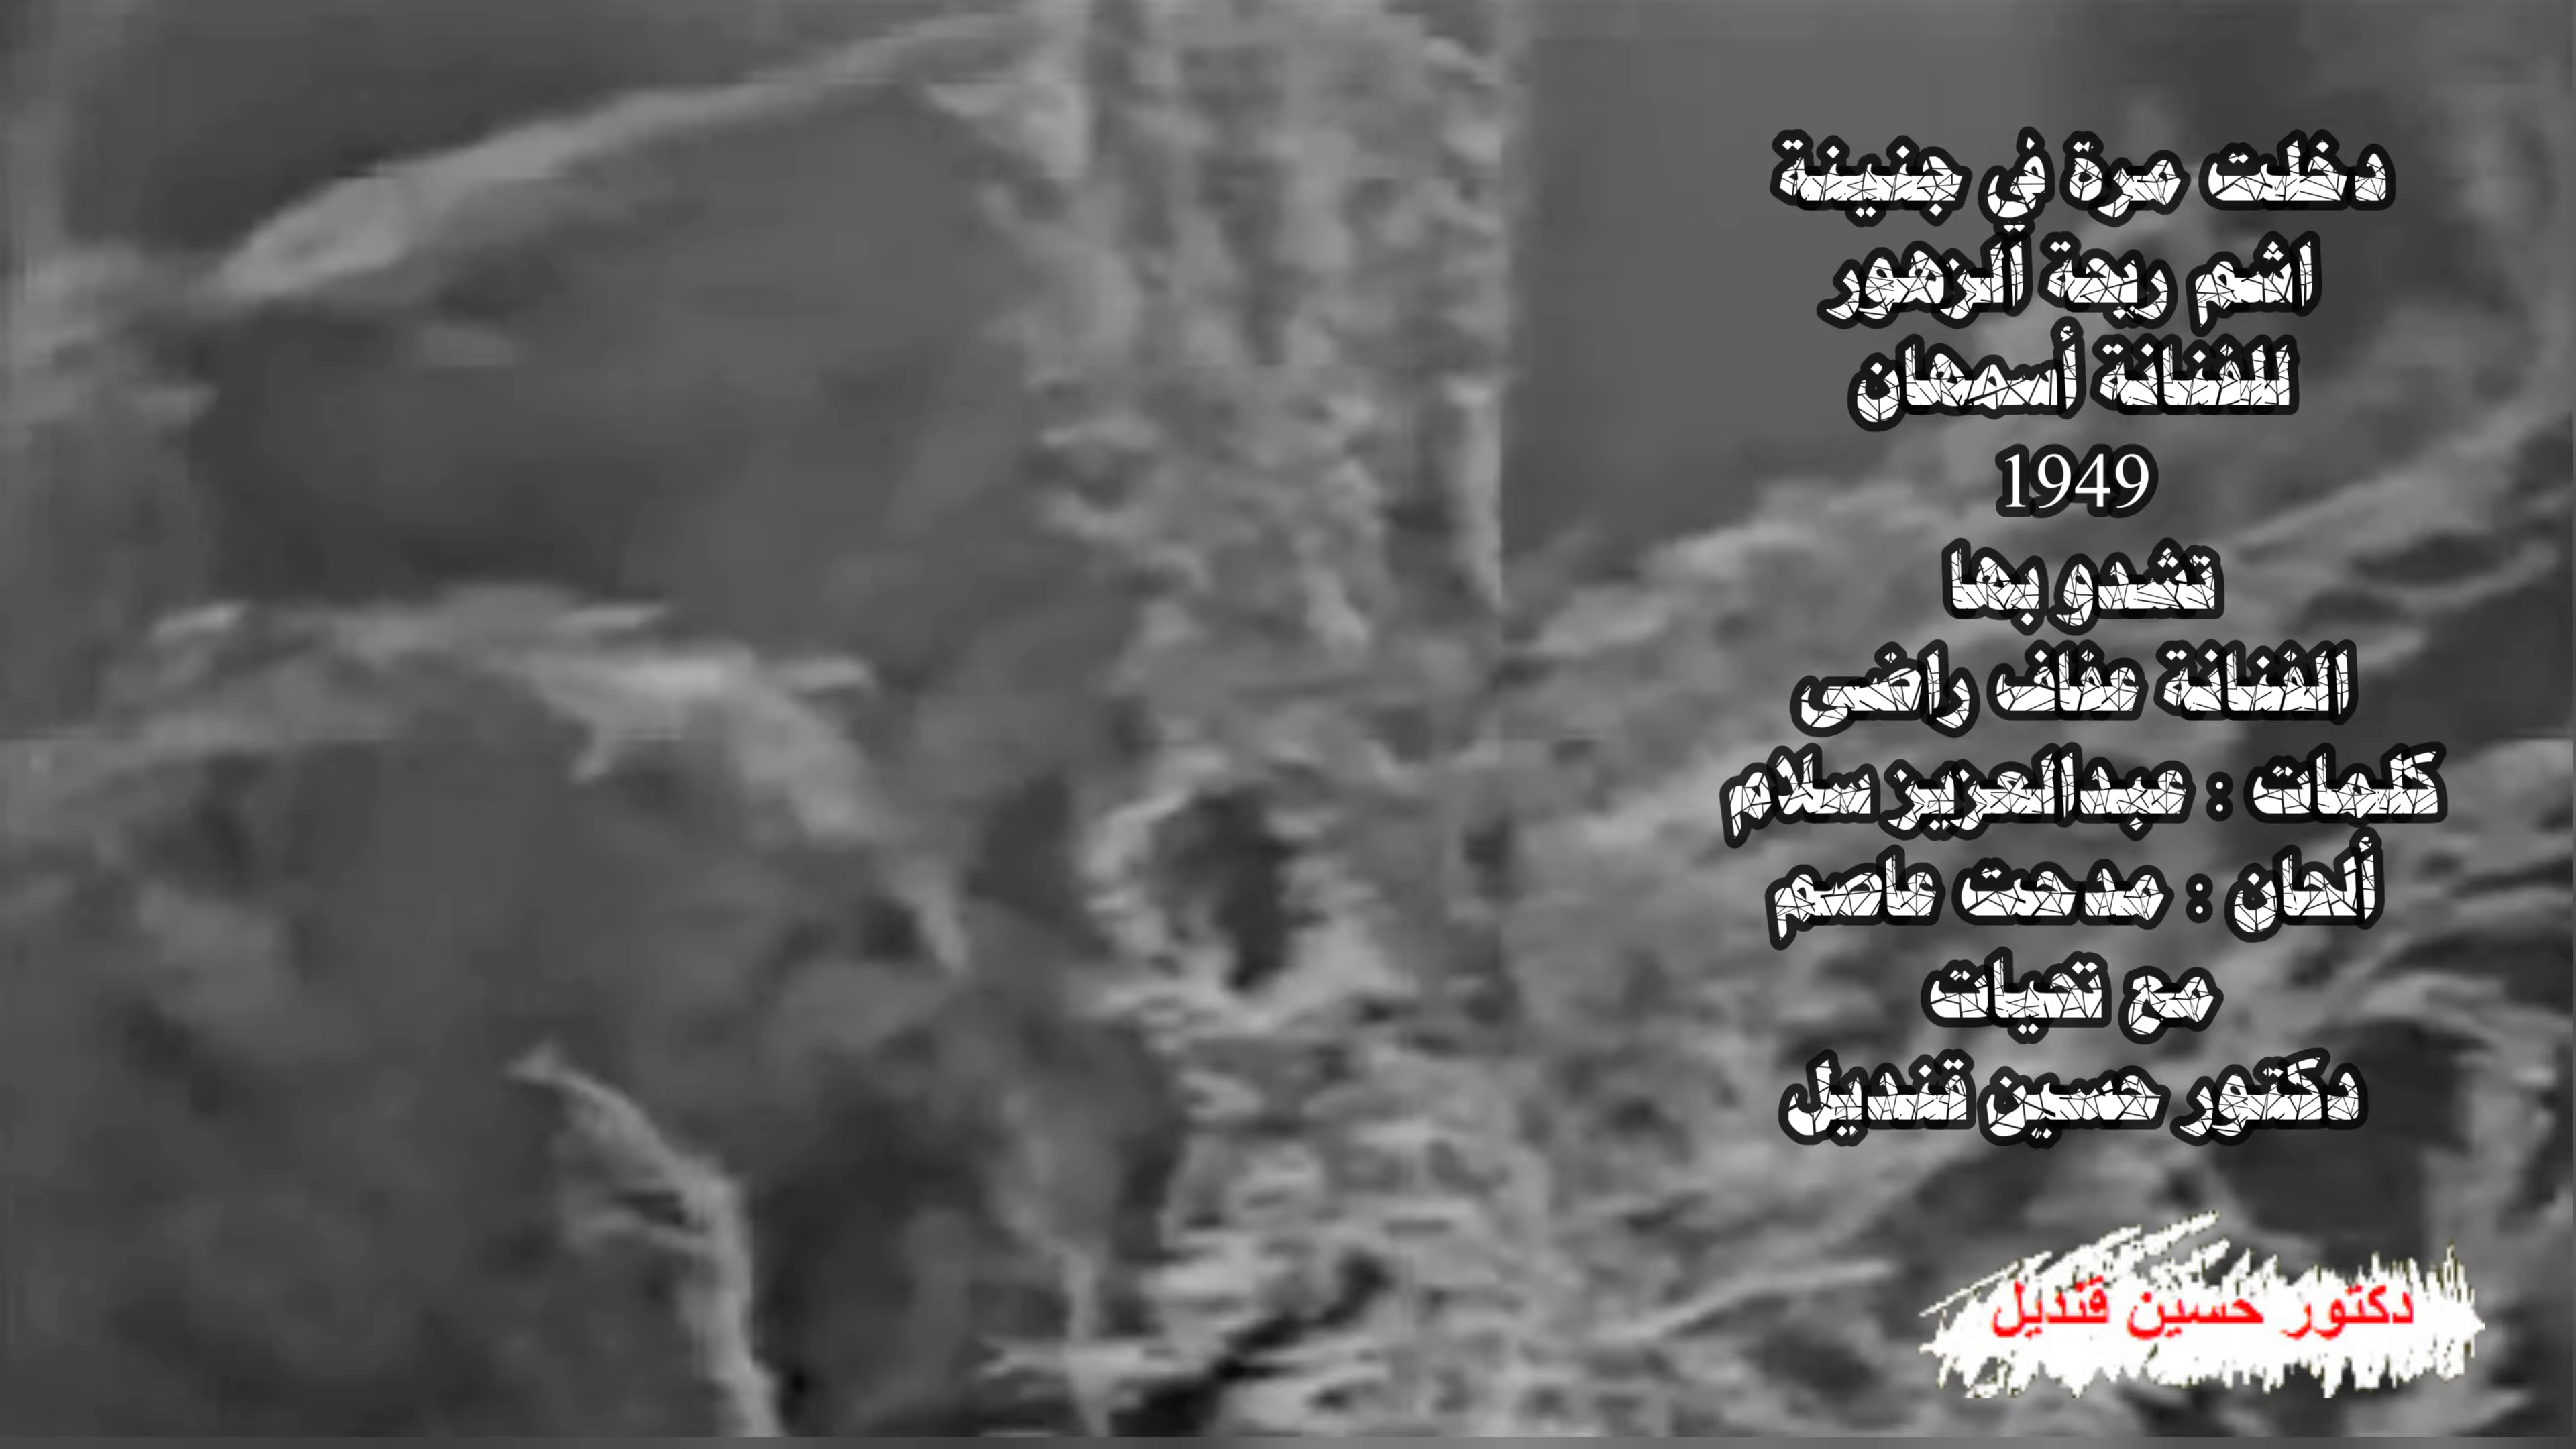 دخلت مرة في جنينة
اشم ريحة الزهور
للفنانة أسمهان
1949
تشدو بها
الفنانة عفاف راضى
كلمات : عبدالعزيز سلام
ألحان : مدحت عاصم
مع تحيات
دكتور حسين قنديل
دكتور حسين قنديل